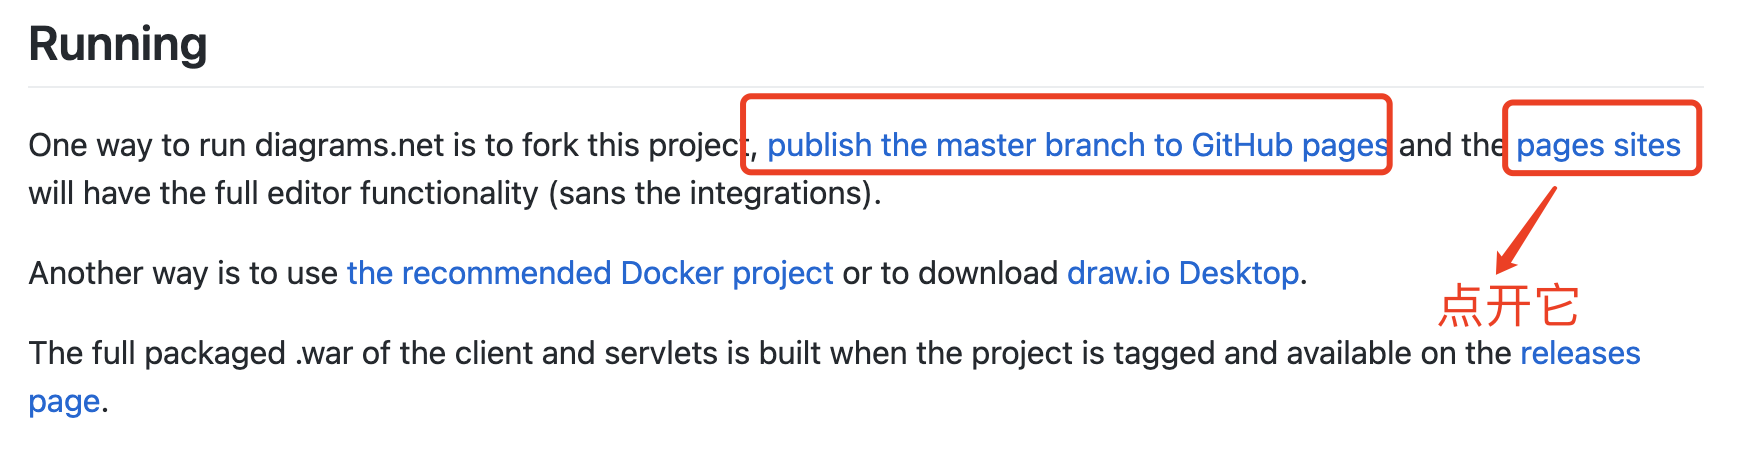 Running
One way to run diagrams.net is to fork this project, publish the master branch to GitHub pages and the pages sites
will have the full editor functionality (sans the integrations).
Another way is to use the recommended Docker project or to download draw.io Desktop.
点开它
The full packaged .war of the client and servlets is built when the project is tagged and available on the releases
page.